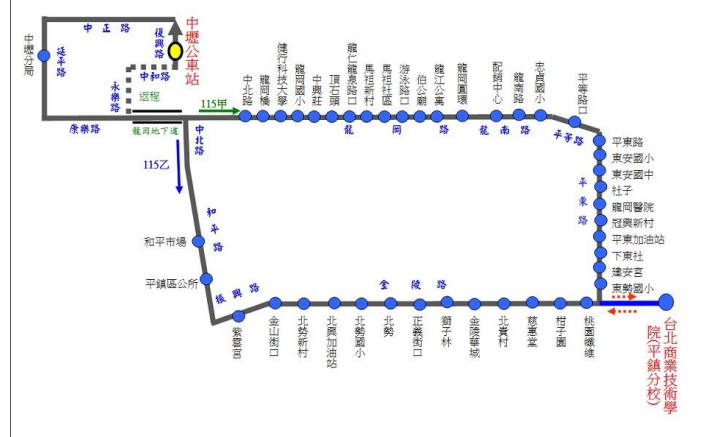 中正路
復興路
中壢公車站
中壢分局
延平路
中和路
永樂路
返程
115甲
康樂路
龍岡地下道
中北路
115乙
中北路
龍岡橋
健行科技大學
龍岡國小
中興莊
頂石頭
龍仁龍泉路口
馬祖新村
馬祖社區
游泳路口
伯公廟
龍江公寓
龍岡圓環
配銷中心
龍南路
忠貞國小
平等路口
龍岡路
龍南路
平等路
平東路
平東路
東安國小
東安國中
社子
龍岡醫院
冠興新村
平東加油站
下東社
建安宮
東勢國小
和平路
和平市場
平鎮區公所
振興路
金陵路
紫雲宮
金山街口
北勢新村
北興加油站
北勢國小
北勢
正義街口
獅子林
金陵華城
北貴村
慈惠堂
柑子園
桃園纖維
台北商業技術學
院(平鎮分校)